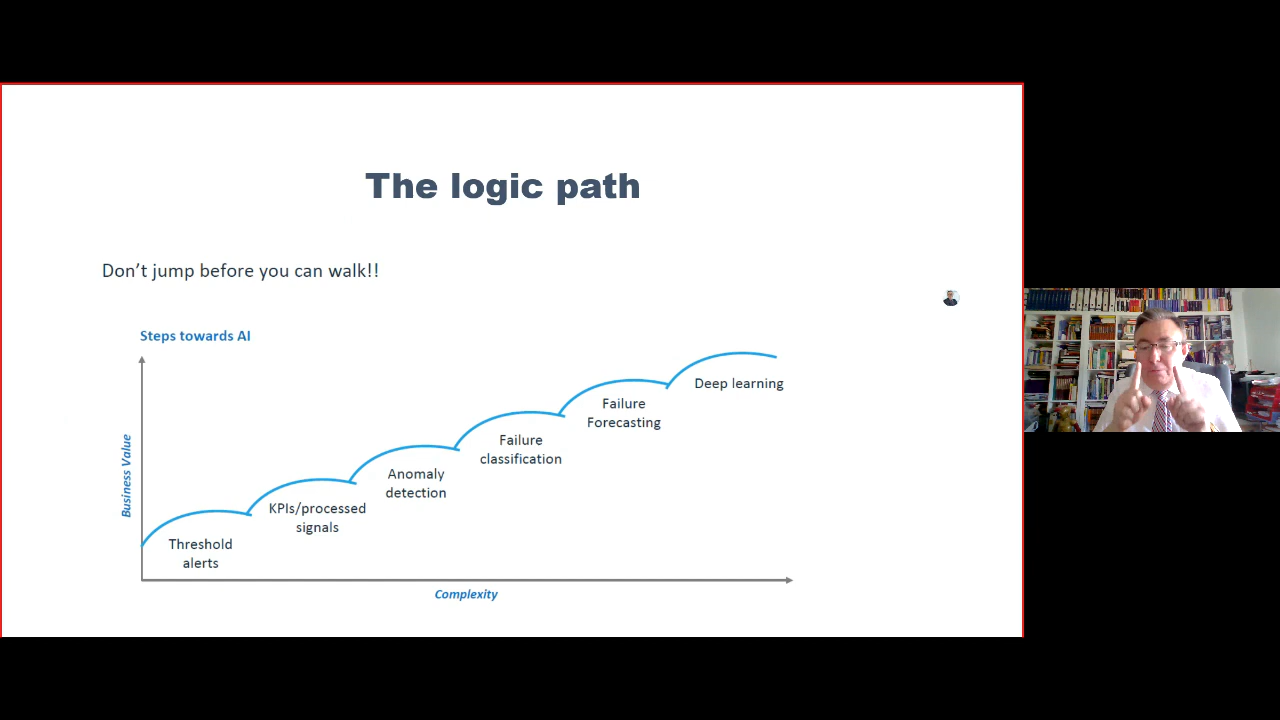 The logic path
Don’t jump before you can walk!!
Steps towards AI
Business Value
Threshold
alerts
KPIs/processed
signals
Anomaly
detection
Failure
classification
Failure
Forecasting
Deep learning
Complexity